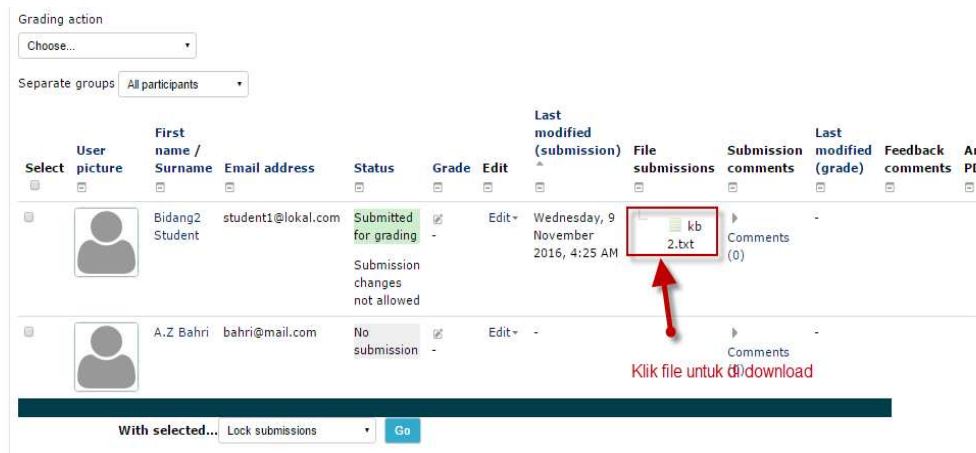 Grading action
Choose...
Separate groups All participants
Select User picture First name / Surname Email address Status Grade Edit Last modified (submission) File submissions Submission comments Last modified (grade) Feedback comments
Bidang2 student1@lokal.com Submitted Edit Wednesday, 9 kb -
Student for grading - November 2.txt Comments
2016, 4:25 AM (0)
Submission
changes
not allowed
A.Z Bahri bahri@mail.com No Edit - -
submission - Comments
Klik file untuk di download
With selected... Lock submissions Go